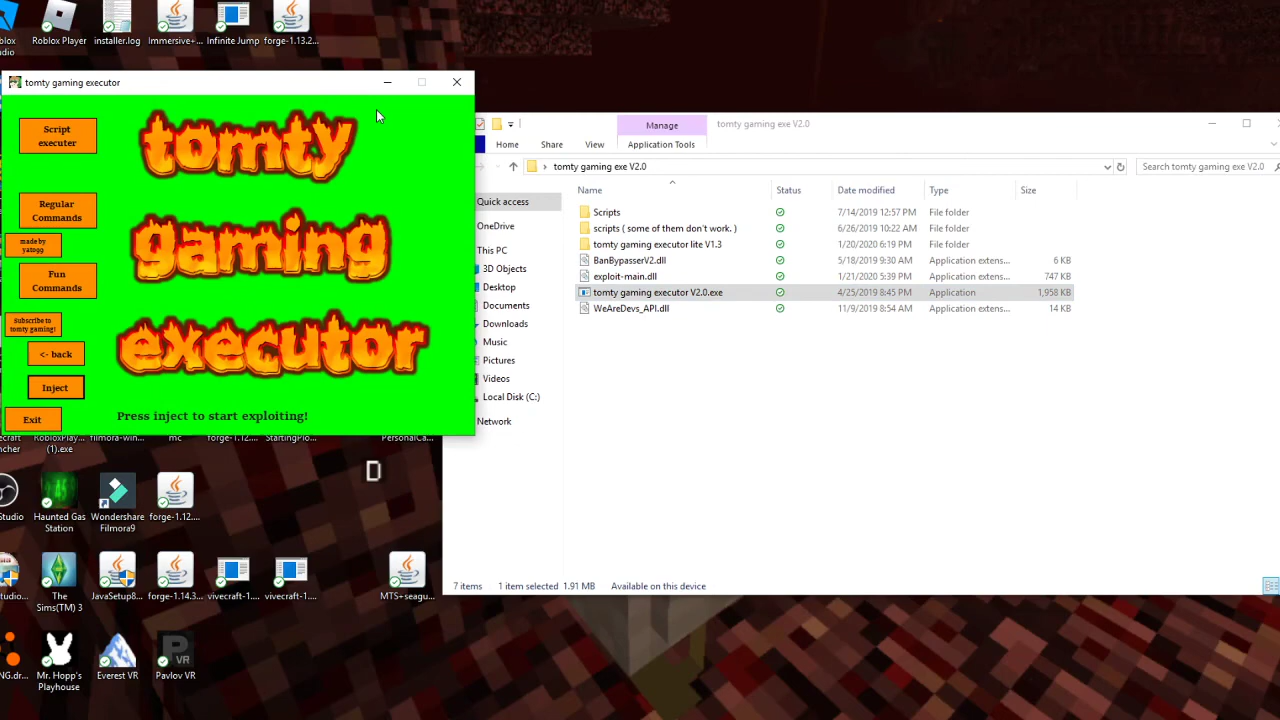 Roblox Player
installer.log
Immersive+...
Infinite Jump
forge-1.13.2...
tomty gaming executor
Script
executer
Regular
Commands
made by
yato99
Fun
Commands
Subscribe to
tomty gaming!
<- back
Inject
Exit
tomty
gaming
executor
Press inject to start exploiting!
Manage
tomty gaming exe V2.0
Home
Share
View
Application Tools
tomty gaming exe V2.0
Search tomty gaming exe V2.0
Name
Status
Date modified
Type
Size
Quick access
OneDrive
This PC
3D Objects
Desktop
Documents
Downloads
Music
Pictures
Videos
Local Disk (C:)
Network
Scripts
7/14/2019 12:57 PM
File folder
scripts ( some of them don't work. )
6/26/2019 10:22 AM
File folder
tomty gaming executor lite V1.3
1/20/2020 6:19 PM
File folder
BanBypasserV2.dll
5/18/2019 9:30 AM
Application extens...
6 KB
exploit-main.dll
1/21/2020 5:39 PM
Application extens...
747 KB
tomty gaming executor V2.0.exe
4/25/2019 8:45 PM
Application
1,958 KB
WeAreDevs_API.dll
11/9/2019 8:54 AM
Application extens...
14 KB
7 items
1 item selected 1.91 MB
Available on this device
RobloxPlay...
(1).exe
filmora-win...
mc
forge-1.12....
StartingPlo...
PersonalCa...
Haunted Gas
Station
Wondershare
Filmora9
forge-1.12....
The
Sims(TM) 3
JavaSetup8...
forge-1.14.3...
vivecraft-1....
vivecraft-1....
MTS+seagu...
Mr. Hopp's
Playhouse
Everest VR
PAVLOV
VR
Pavlov VR